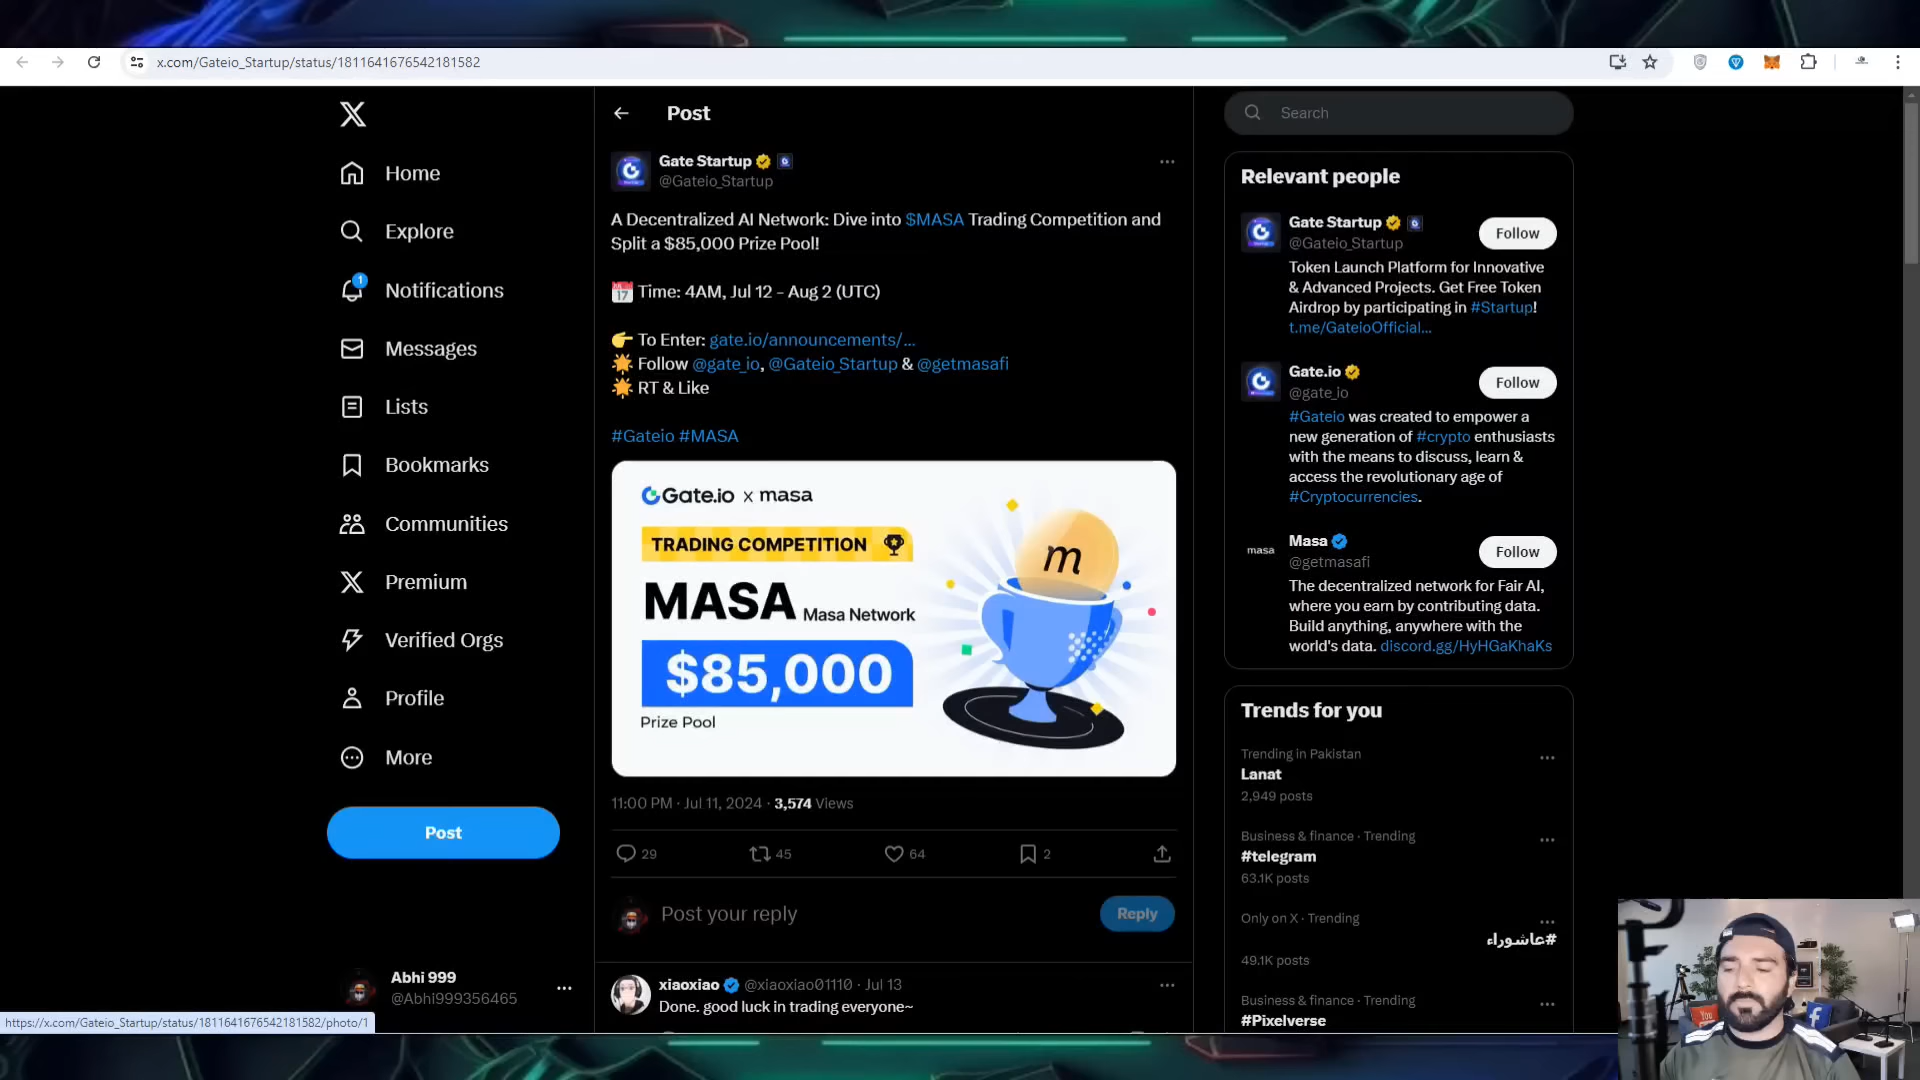 x.com/Gateio_Startup/status/1811641676542181582
Home
Explore
1
Notifications
Messages
Lists
Bookmarks
Communities
Premium
Verified Orgs
Profile
More
Post
Abhi 999
@Abhi999356465
https://x.com/Gateio_Startup/status/1811641676542181582/photo/1
Post
Gate Startup
@Gateio_Startup
A Decentralized AI Network: Dive into $MASA Trading Competition and
Split a $85,000 Prize Pool!
17 Time: 4AM, Jul 12 – Aug 2 (UTC)
To Enter: gate.io/announcements/...
Follow @gate_io, @Gateio_Startup & @getmasafi
RT & Like
#Gateio #MASA
Gate.io x masa
TRADING COMPETITION
MASA Masa Network
$85,000
Prize Pool
m
11:00 PM · Jul 11, 2024 · 3,574 Views
29 45 64 2
Post your reply
Reply
xiaoxiao @xiaoxiao01110 · Jul 13
Done. good luck in trading everyone~
Search
Relevant people
Gate Startup
@Gateio_Startup
Follow
Token Launch Platform for Innovative
& Advanced Projects. Get Free Token
Airdrop by participating in #Startup!
t.me/GateioOfficial...
Gate.io
@gate_io
Follow
#Gateio was created to empower a
new generation of #crypto enthusiasts
with the means to discuss, learn &
access the revolutionary age of
#Cryptocurrencies.
masa
Masa
@getmasafi
Follow
The decentralized network for Fair AI,
where you earn by contributing data.
Build anything, anywhere with the
world's data. discord.gg/HyHGaKhaKs
Trends for you
Trending in Pakistan
Lanat
2,949 posts
Business & finance · Trending
#telegram
63.1K posts
Only on X · Trending
#عاشوراء
49.1K posts
Business & finance · Trending
#Pixelverse
You
f